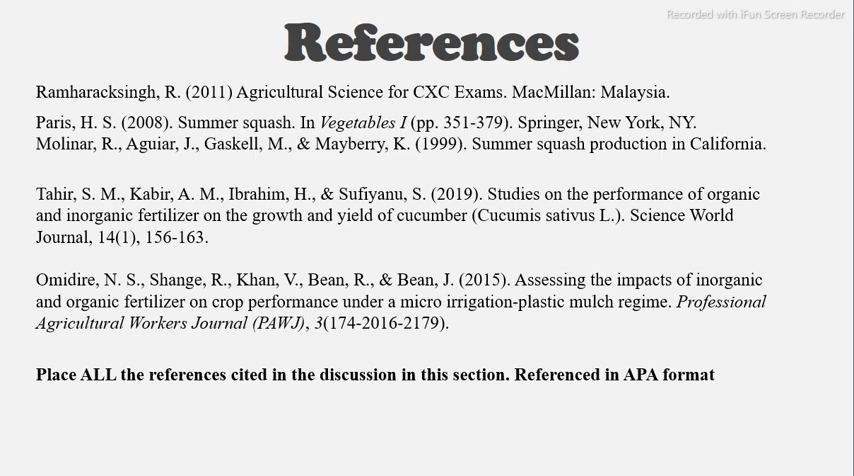 Recorded with iFun Screen Recorder
References
Ramharacksingh, R. (2011) Agricultural Science for CXC Exams. MacMillan: Malaysia.
Paris, H. S. (2008). Summer squash. In Vegetables I (pp. 351-379). Springer, New York, NY.
Molinar, R., Aguiar, J., Gaskell, M., & Mayberry, K. (1999). Summer squash production in California.
Tahir, S. M., Kabir, A. M., Ibrahim, H., & Sufiyanu, S. (2019). Studies on the performance of organic
and inorganic fertilizer on the growth and yield of cucumber (Cucumis sativus L.). Science World
Journal, 14(1), 156-163.
Omidire, N. S., Shange, R., Khan, V., Bean, R., & Bean, J. (2015). Assessing the impacts of inorganic
and organic fertilizer on crop performance under a micro irrigation-plastic mulch regime. Professional
Agricultural Workers Journal (PAWJ), 3(174-2016-2179).
Place ALL the references cited in the discussion in this section. Referenced in APA format